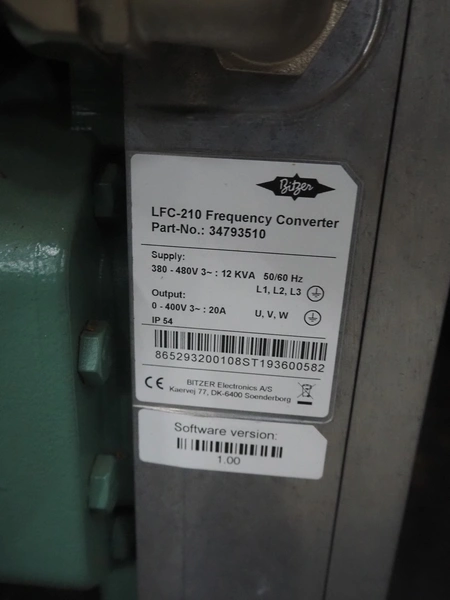 Bitzer
LFC-210 Frequency Converter
Part-No.: 34793510
Supply:
380 - 480V 3~ : 12 KVA 50/60 Hz
L1, L2, L3
Output:
0 - 400V 3~ : 20A U, V, W
IP 54
865293200108ST193600582
CE BITZER Electronics A/S
Kaervej 77, DK-6400 Soenderborg
Software version:
1.00